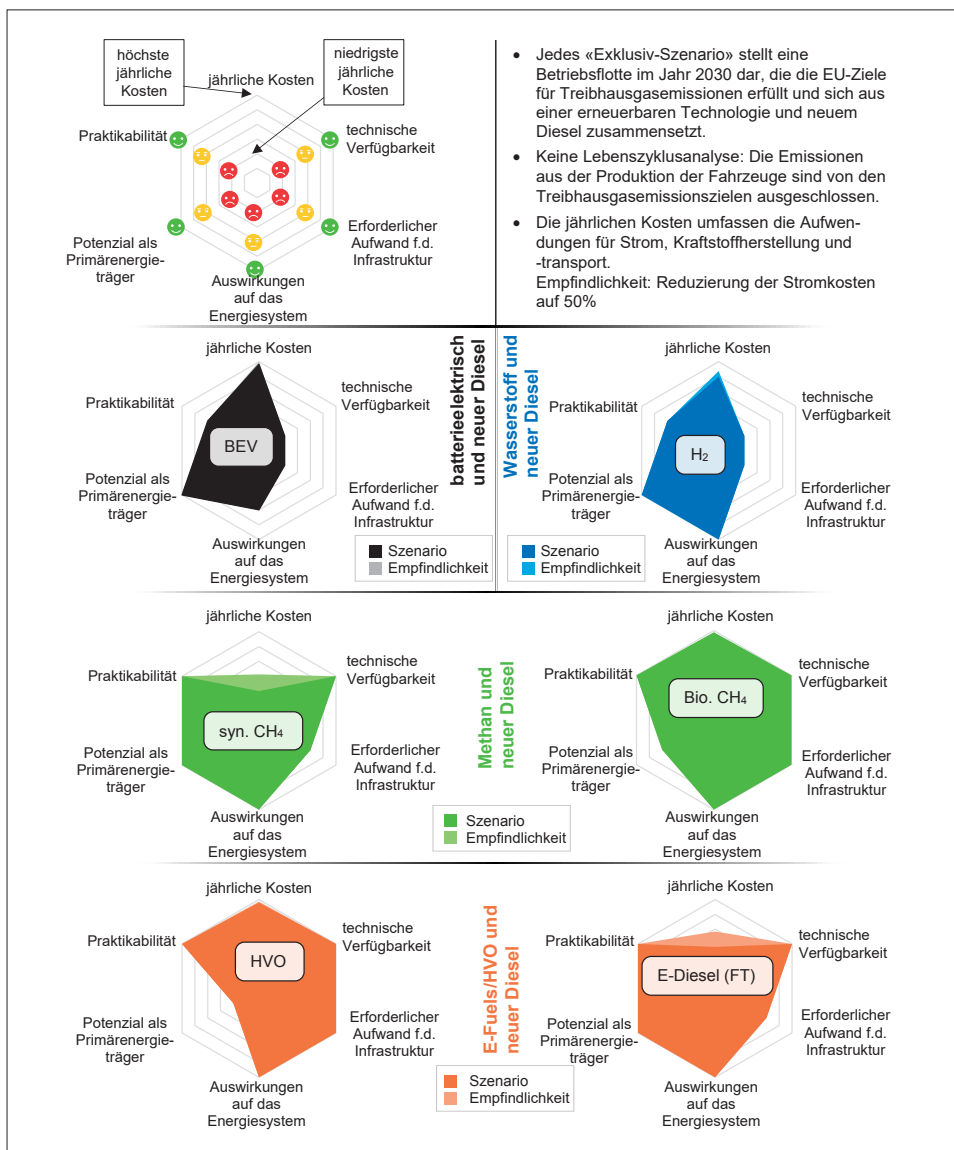 höchste
jährliche
Kosten
niedrigste
jährliche
Kosten
jährliche Kosten
Praktikabilität
technische
Verfügbarkeit
Potenzial als
Primärenergie-
träger
Erforderlicher
Aufwand f.d.
Infrastruktur
Auswirkungen
auf das
Energiesystem
• Jedes «Exklusiv-Szenario» stellt eine
Betriebsflotte im Jahr 2030 dar, die die EU-Ziele
für Treibhausgasemissionen erfüllt und sich aus
einer erneuerbaren Technologie und neuem
Diesel zusammensetzt.
• Keine Lebenszyklusanalyse: Die Emissionen
aus der Produktion der Fahrzeuge sind von den
Treibhausgasemissionszielen ausgeschlossen.
• Die jährlichen Kosten umfassen die Aufwen-
dungen für Strom, Kraftstoffherstellung und
-transport.
Empfindlichkeit: Reduzierung der Stromkosten
auf 50%
jährliche Kosten
Praktikabilität
technische
Verfügbarkeit
BEV
Potenzial als
Primärenergie-
träger
Erforderlicher
Aufwand f.d.
Infrastruktur
Auswirkungen
auf das
Energiesystem
batterieelektrisch
und neuer Diesel
Szenario
Empfindlichkeit
Wasserstoff und
neuer Diesel
jährliche Kosten
Praktikabilität
technische
Verfügbarkeit
H₂
Potenzial als
Primärenergie-
träger
Erforderlicher
Aufwand f.d.
Infrastruktur
Auswirkungen
auf das
Energiesystem
Szenario
Empfindlichkeit
jährliche Kosten
Praktikabilität
technische
Verfügbarkeit
syn. CH₄
Potenzial als
Primärenergie-
träger
Erforderlicher
Aufwand f.d.
Infrastruktur
Auswirkungen
auf das
Energiesystem
Methan und
neuer Diesel
Szenario
Empfindlichkeit
jährliche Kosten
Praktikabilität
technische
Verfügbarkeit
Bio. CH₄
Potenzial als
Primärenergie-
träger
Erforderlicher
Aufwand f.d.
Infrastruktur
Auswirkungen
auf das
Energiesystem
jährliche Kosten
Praktikabilität
technische
Verfügbarkeit
HVO
Potenzial als
Primärenergie-
träger
Erforderlicher
Aufwand f.d.
Infrastruktur
Auswirkungen
auf das
Energiesystem
E-Fuels/HVO und
neuer Diesel
Szenario
Empfindlichkeit
jährliche Kosten
Praktikabilität
technische
Verfügbarkeit
E-Diesel (FT)
Potenzial als
Primärenergie-
träger
Erforderlicher
Aufwand f.d.
Infrastruktur
Auswirkungen
auf das
Energiesystem